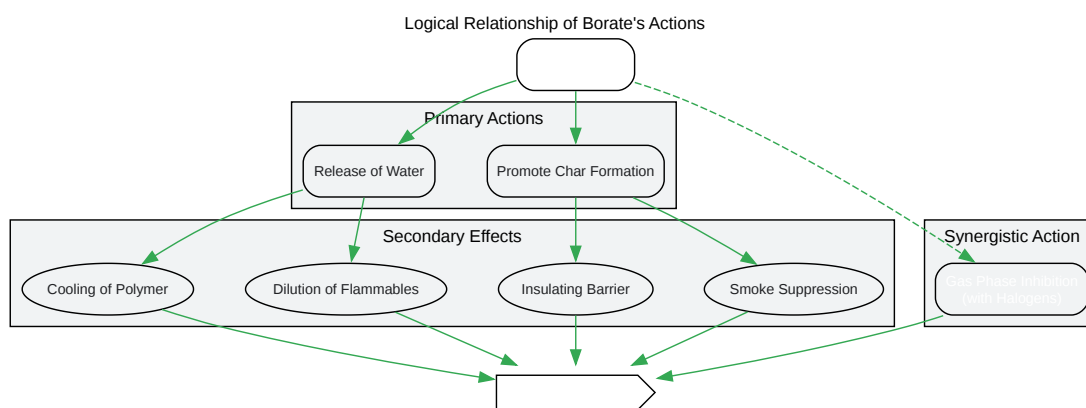 Logical Relationship of Borate's Actions
Primary Actions
Release of Water
Promote Char Formation
Secondary Effects
Synergistic Action
Cooling of Polymer
Dilution of Flammables
Insulating Barrier
Smoke Suppression
Gas Phase Inhibition
(with Halogens)